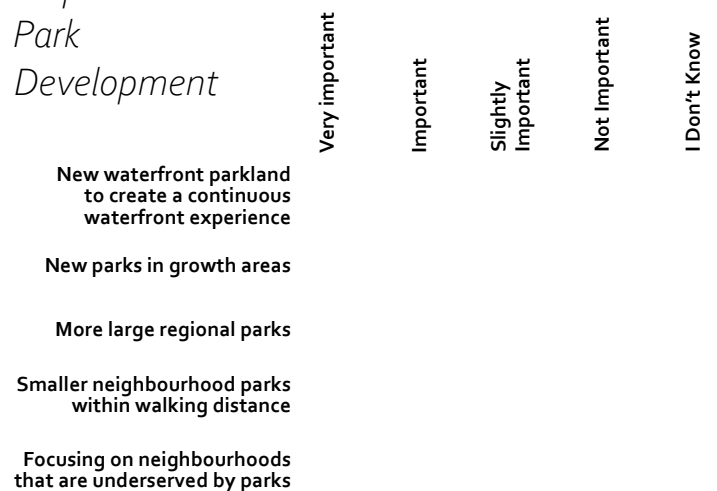 Park
Development
Very important
Important
Slightly
Important
Not Important
I Don't Know
New waterfront parkland
to create a continuous
waterfront experience
New parks in growth areas
More large regional parks
Smaller neighbourhood parks
within walking distance
Focusing on neighbourhoods
that are underserved by parks